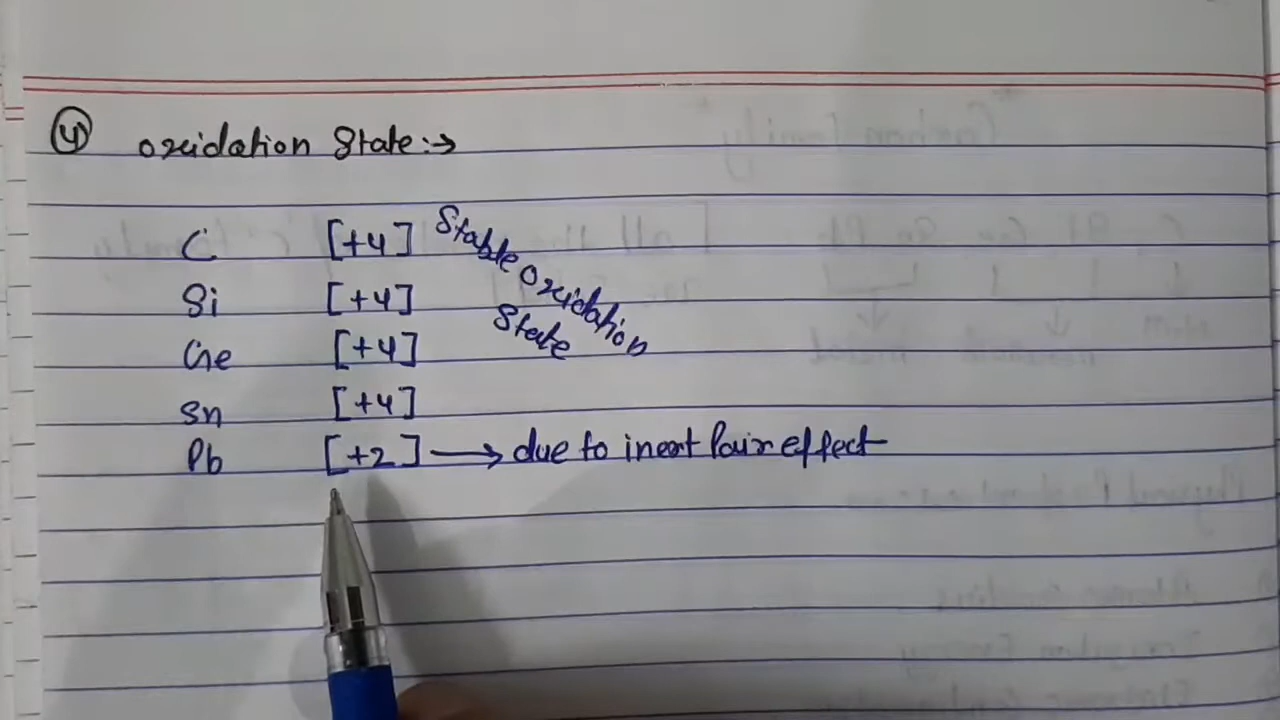 4 oxidation State:→
C [+4] Stable Oxidation
State
Si [+4]
Ge [+4]
Sn [+4]
Pb [+2] → due to inert Pair effect